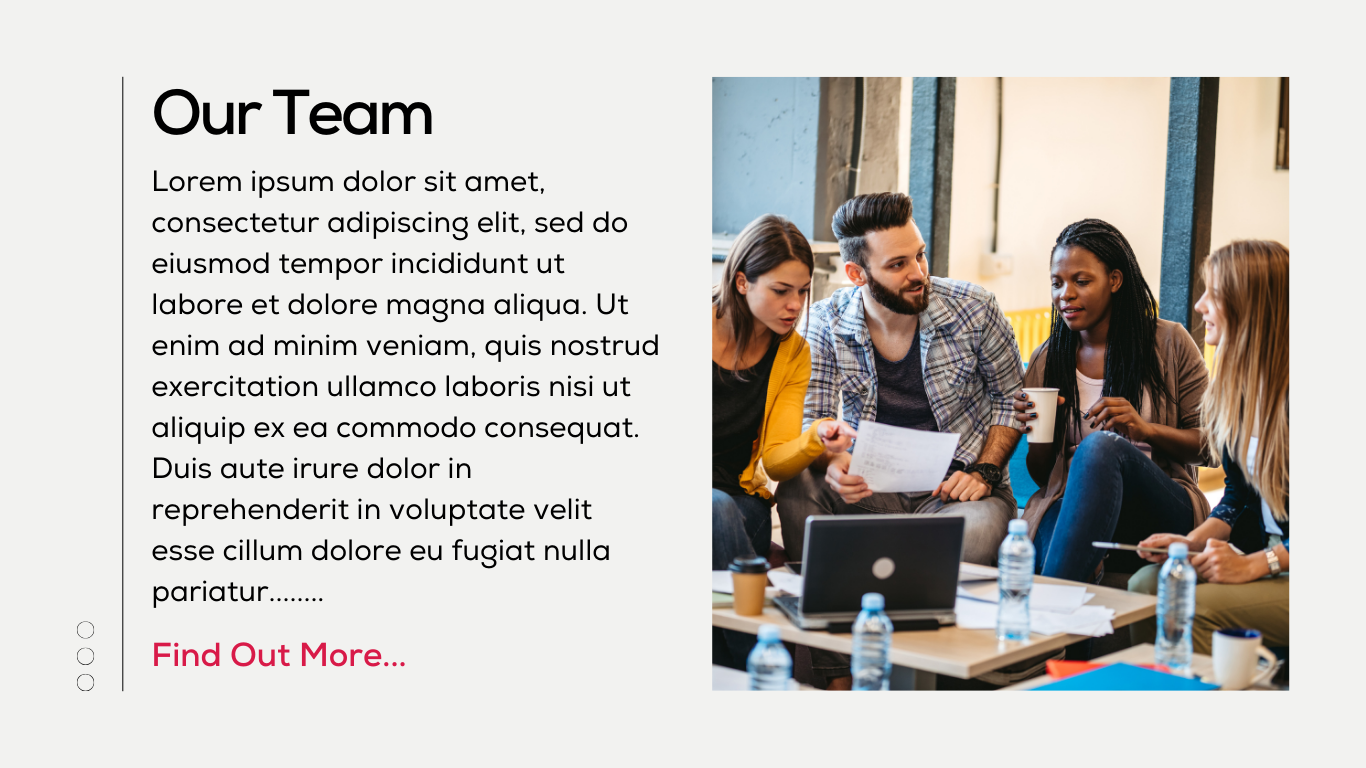 Our Team
Lorem ipsum dolor sit amet,
consectetur adipiscing elit, sed do
eiusmod tempor incididunt ut
labore et dolore magna aliqua. Ut
enim ad minim veniam, quis nostrud
exercitation ullamco laboris nisi ut
aliquip ex ea commodo consequat.
Duis aute irure dolor in
reprehenderit in voluptate velit
esse cillum dolore eu fugiat nulla
pariatur........
Find Out More...